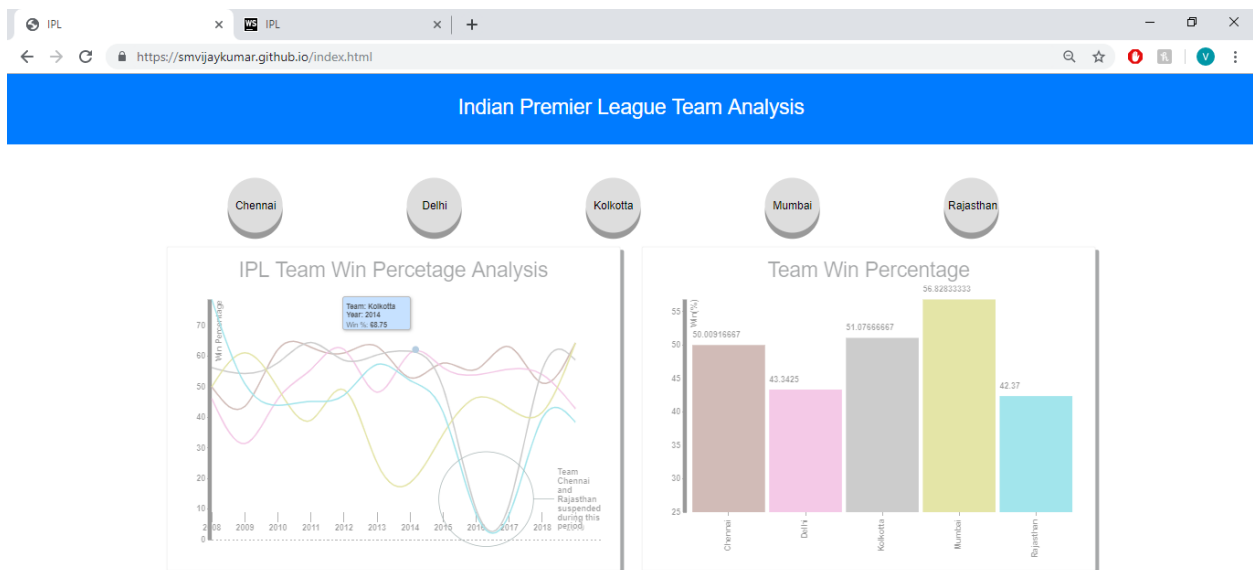 IPL
IPL
https://smvijaykumar.github.io/index.html
V
Indian Premier League Team Analysis
Chennai
Delhi
Kolkotta
Mumbai
Rajasthan
IPL Team Win Percetage Analysis
Win Percentage
70
60
50
40
30
20
10
0
Team: Kolkotta
Year: 2014
Win %: 68.75
Team
Chennai
and
Rajasthan
suspended
during this
period
2008 2009 2010 2011 2012 2013 2014 2015 2016 2017 2018
Team Win Percentage
Win(%)
55
50
45
40
35
30
25
50.00916667
43.3425
51.07666667
56.82833333
42.37
Chennai
Delhi
Kolkotta
Mumbai
Rajasthan